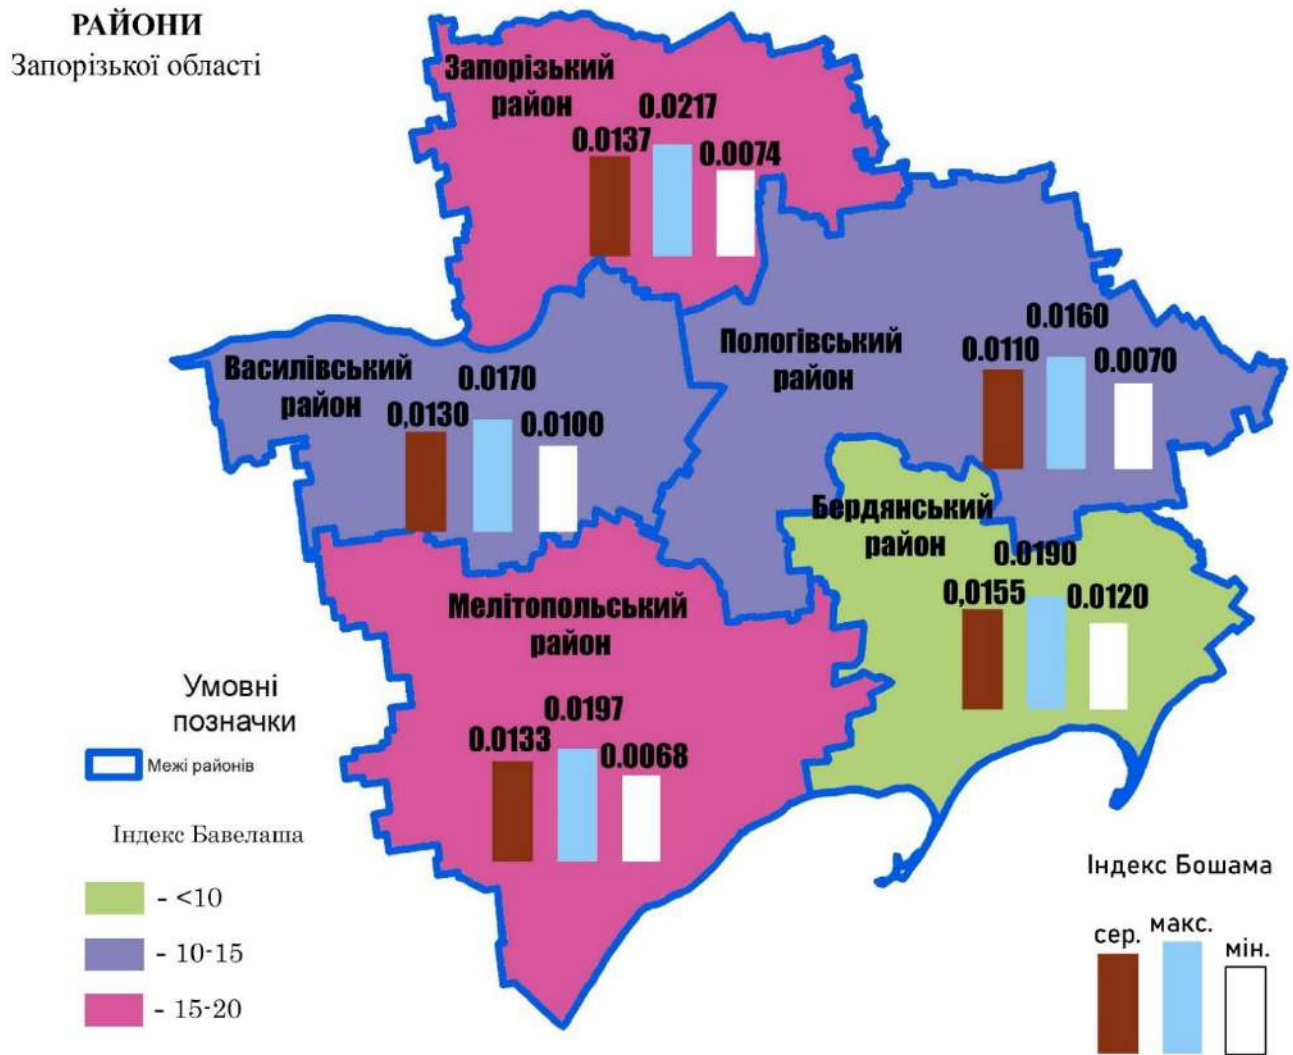 РАЙОНИ
Запорізької області
Запорізький
район
0.0137
0.0217
0.0074
Василівський
район
0,0130
0.0170
0.0100
Пологівський
район
0.0110
0.0160
0.0070
Бердянський
район
0,0155
0.0190
0.0120
Мелітопольський
район
0.0133
0.0197
0.0068
Умовні
позначки
Межі районів
Індекс Бавелаша
- <10
- 10-15
- 15-20
Індекс Бошама
сер.
макс.
мін.